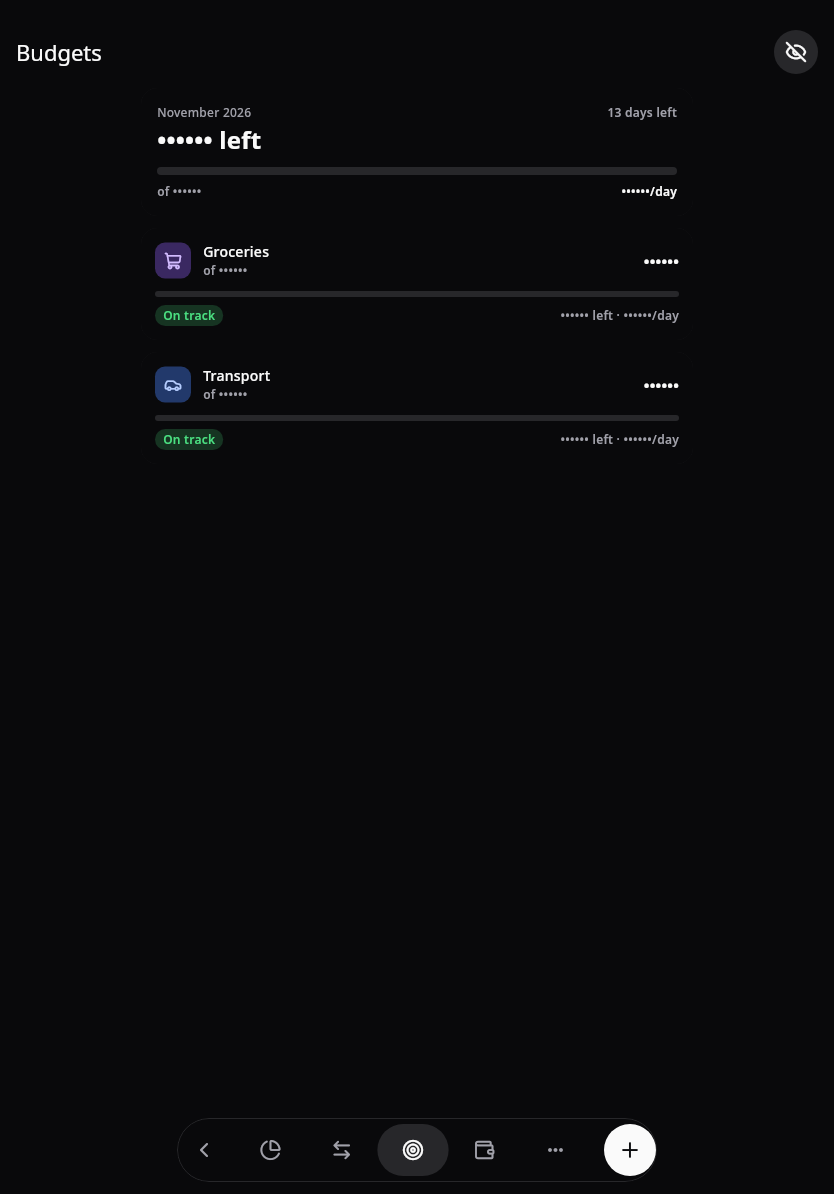 Budgets
November 2026
13 days left
•••••• left
of ••••••
••••••/day
Groceries
of ••••••
••••••
On track
•••••• left · ••••••/day
Transport
of ••••••
••••••
On track
•••••• left · ••••••/day